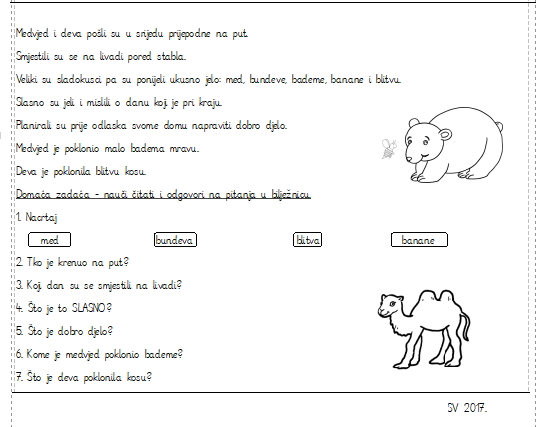 Medvjed i deva pošli su u srijedu prijepodne na put.
Smjestili su se na livadi pored stabla.
Veliki su sladokusci pa su ponijeli ukusno jelo: med, bundeve, bademe, banane i blitvu.
Slasno su jeli i mislili o danu koji je pri kraju.
Planirali su prije odlaska svome domu napraviti dobro djelo.
Medvjed je poklonio malo badema mravu.
Deva je poklonila blitvu kosu.
Domaća zadaća - nauči čitati i odgovori na pitanja u bilježnicu.
1. Nacrtaj
med bundeva blitva banane
2. Tko je krenuo na put?
3. Koji dan su se smjestili na livadi?
4. Što je to SLASNO?
5. Što je dobro djelo?
6. Kome je medvjed poklonio bademe?
7. Što je deva poklonila kosu?
SV 2017.